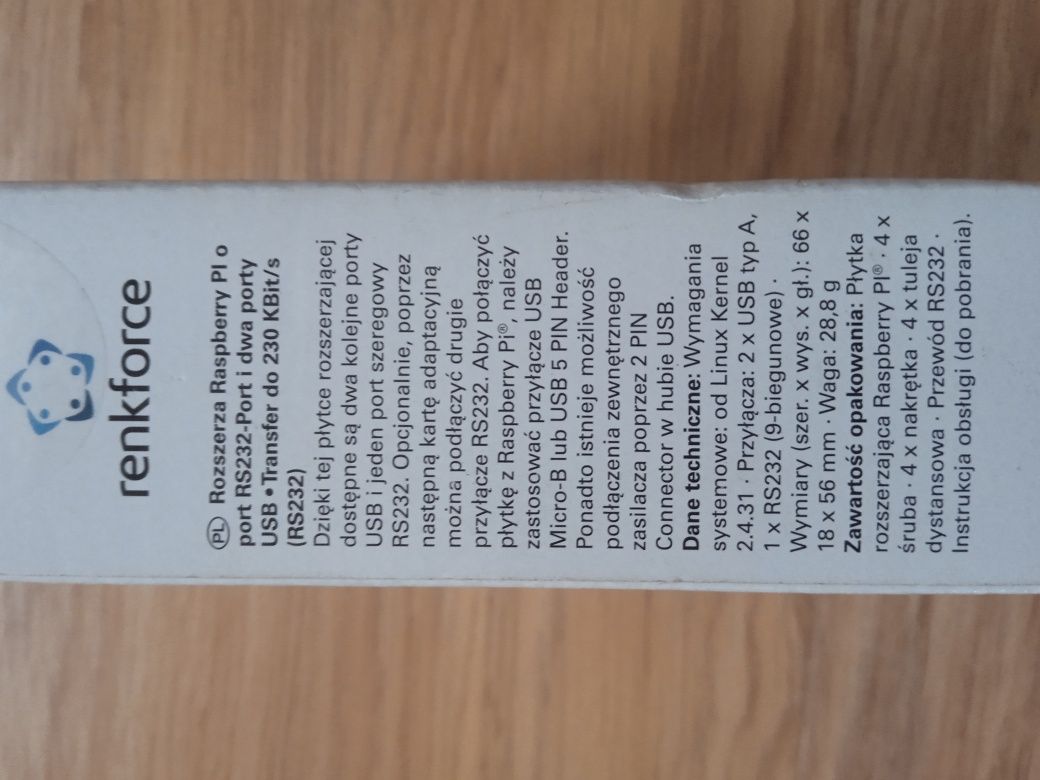 renkforce
PL Rozszerza Raspberry PI o
port RS232-Port i dwa porty
USB • Transfer do 230 KBit/s
(RS232)
Dzięki tej płytce rozszerzającej
dostępne są dwa kolejne porty
USB i jeden port szeregowy
RS232. Opcjonalnie, poprzez
następną kartę adaptacyjną
można podłączyć drugie
przyłącze RS232. Aby połączyć
płytkę z Raspberry Pi®, należy
zastosować przyłącze USB
Micro-B lub USB 5 PIN Header.
Ponadto istnieje możliwość
podłączenia zewnętrznego
zasilacza poprzez 2 PIN
Connector w hubie USB.
Dane techniczne: Wymagania
systemowe: od Linux Kernel
2.4.31 · Przyłącza: 2 x USB typ A,
1 x RS232 (9-biegunowe) ·
Wymiary (szer. x wys. x gł.): 66 x
18 x 56 mm · Waga: 28,8 g
Zawartość opakowania: Płytka
rozszerzająca Raspberry PI® · 4 x
śruba · 4 x nakrętka · 4 x tuleja
dystansowa · Przewód RS232 ·
Instrukcja obsługi (do pobrania).